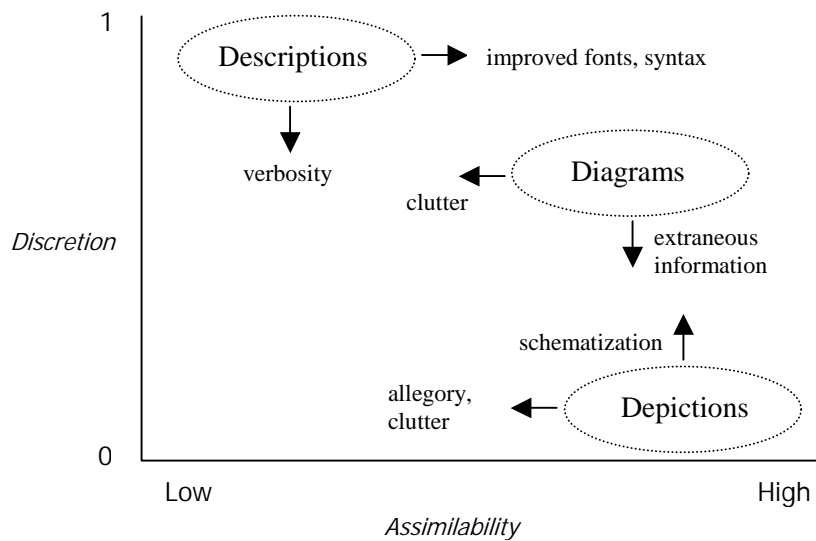 1
Descriptions
improved fonts, syntax
verbosity
Diagrams
clutter
Discretion
extraneous
information
schematization
allegory,
clutter
Depictions
0
Low
High
Assimilability